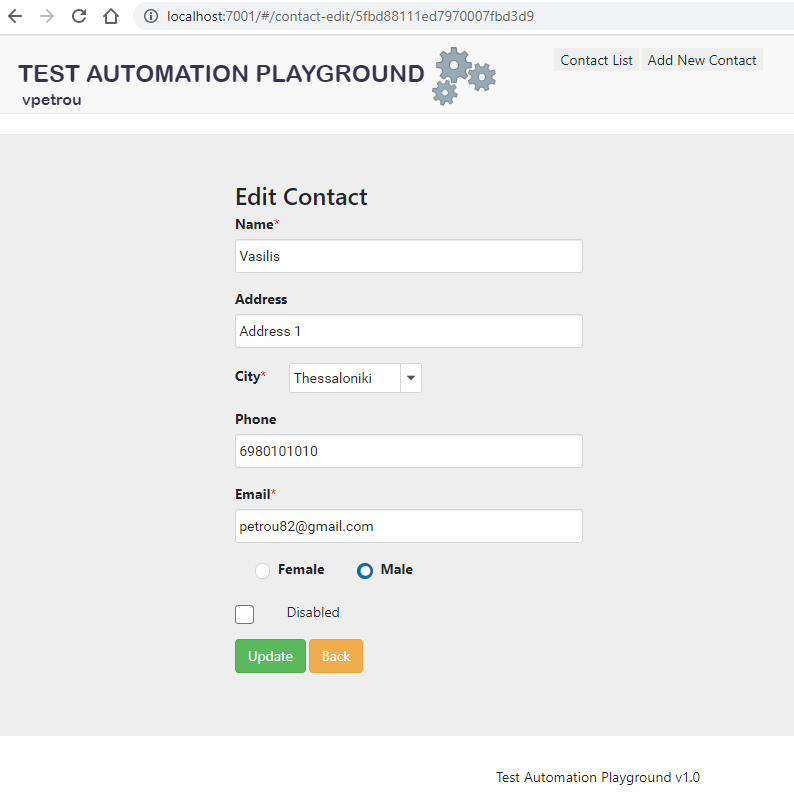 localhost:7001/#/contact-edit/5fbd88111ed7970007fbd3d9
TEST AUTOMATION PLAYGROUND
vpetrou
Contact List Add New Contact
Edit Contact
Name*
Vasilis
Address
Address 1
City* Thessaloniki
Phone
6980101010
Email*
petrou82@gmail.com
Female Male
Disabled
Update Back
Test Automation Playground v1.0